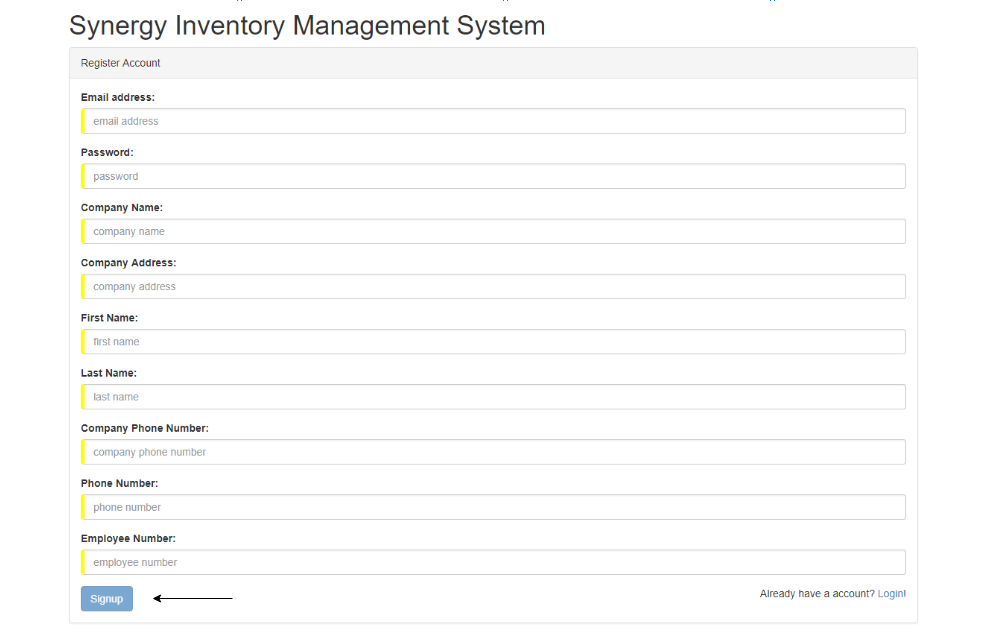 Synergy Inventory Management System
Register Account
Email address:
email address
Password:
password
Company Name:
company name
Company Address:
company address
First Name:
first name
Last Name:
last name
Company Phone Number:
company phone number
Phone Number:
phone number
Employee Number:
employee number
Signup
Already have a account? Login!